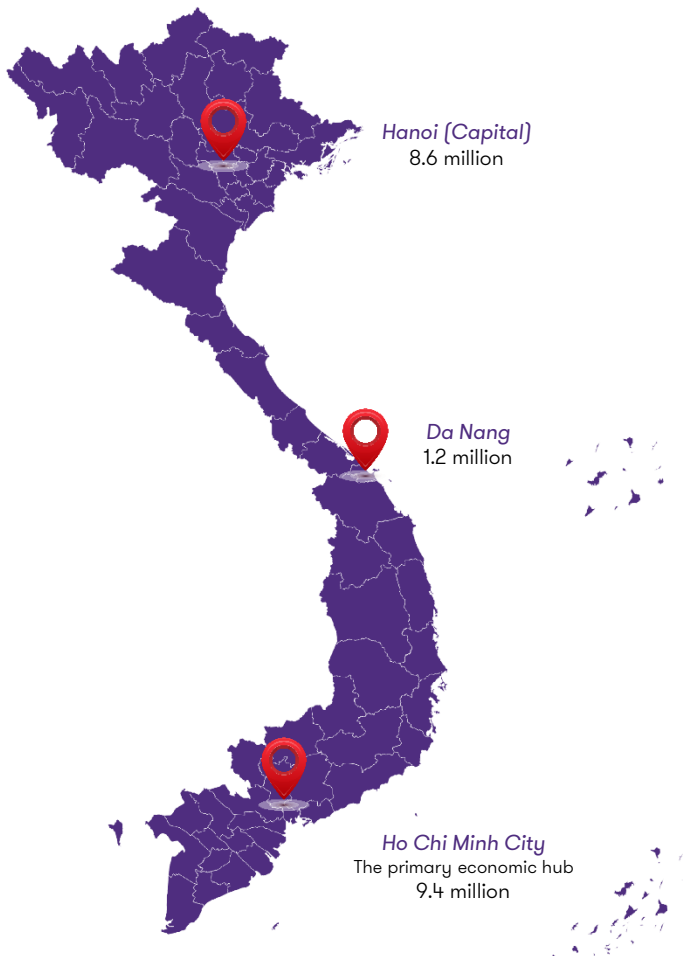 Hanoi (Capital)
8.6 million
Da Nang
1.2 million
Ho Chi Minh City
The primary economic hub
9.4 million